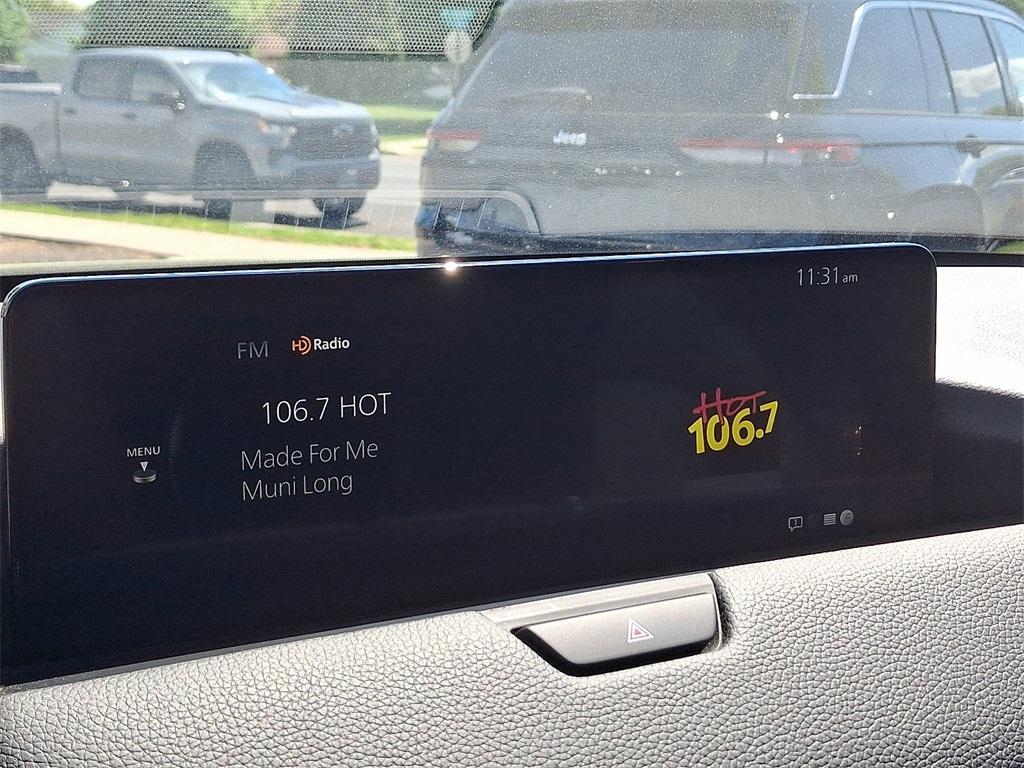 Jeep
11:31 am
FM HD Radio
106.7 HOT
Made For Me
Muni Long
MENU
HOT
106.7